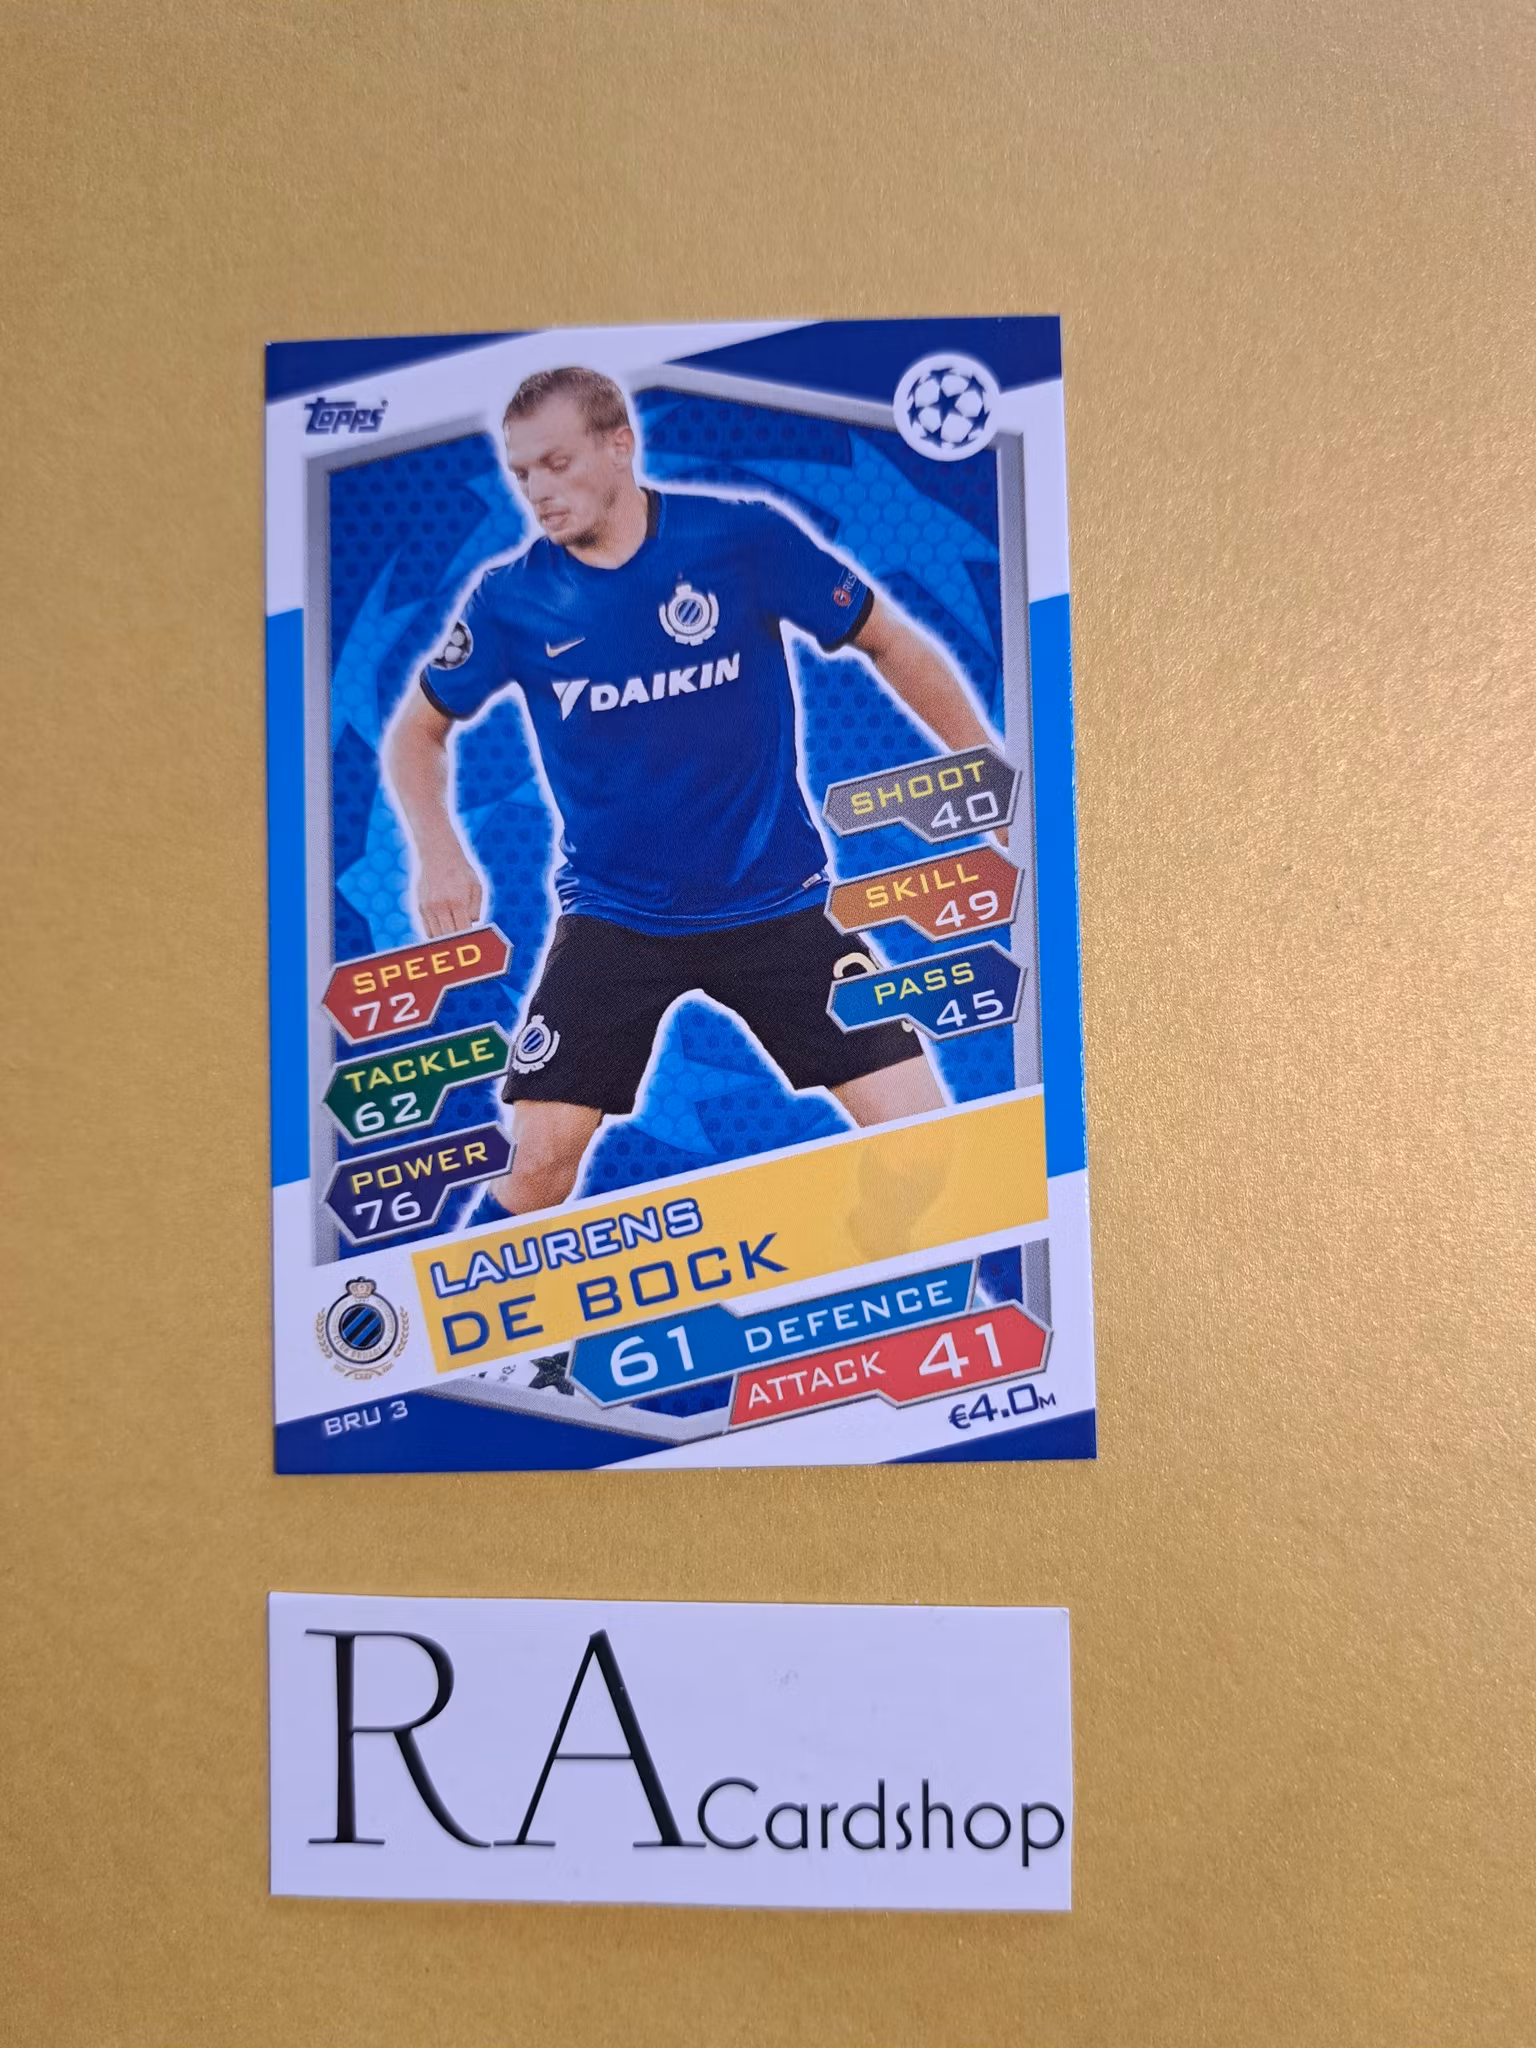 Topps
RES
DAIKIN
SHOOT
40
SKILL
49
PASS
45
SPEED
72
TACKLE
62
POWER
76
LAURENS
DE BOCK
61 DEFENCE
ATTACK 41
BRU 3
€4.0M
RA Cardshop